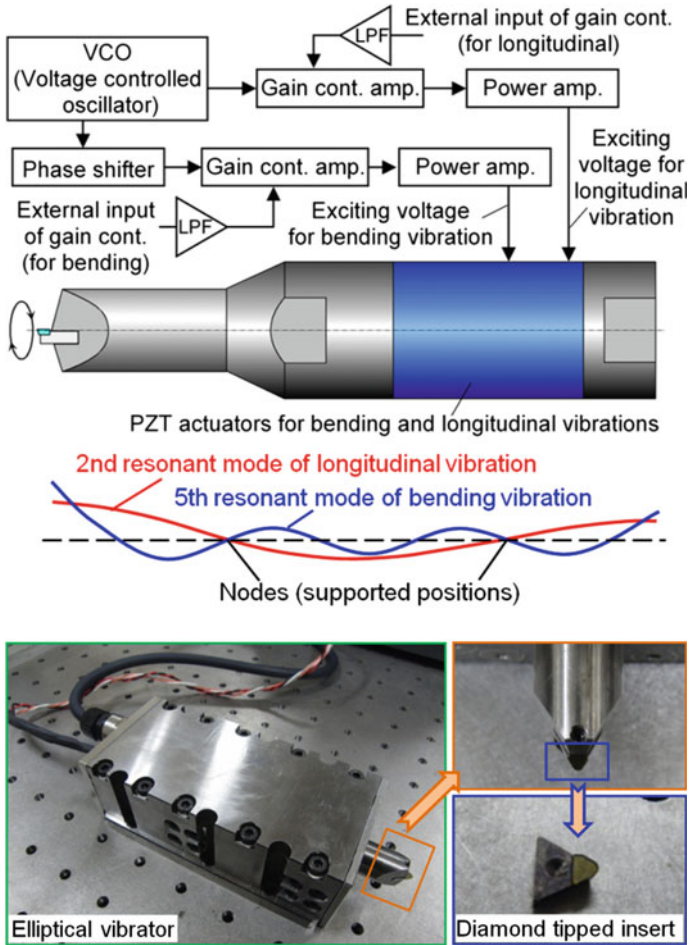 External input of gain cont.
(for longitudinal)
LPF
VCO
(Voltage controlled
oscillator)
Gain cont. amp.
Power amp.
Phase shifter
Gain cont. amp.
Power amp.
Exciting
voltage for
longitudinal
vibration
External input
of gain cont.
(for bending)
LPF
Exciting voltage
for bending vibration
PZT actuators for bending and longitudinal vibrations
2nd resonant mode of longitudinal vibration
5th resonant mode of bending vibration
Nodes (supported positions)
Elliptical vibrator
Diamond tipped insert